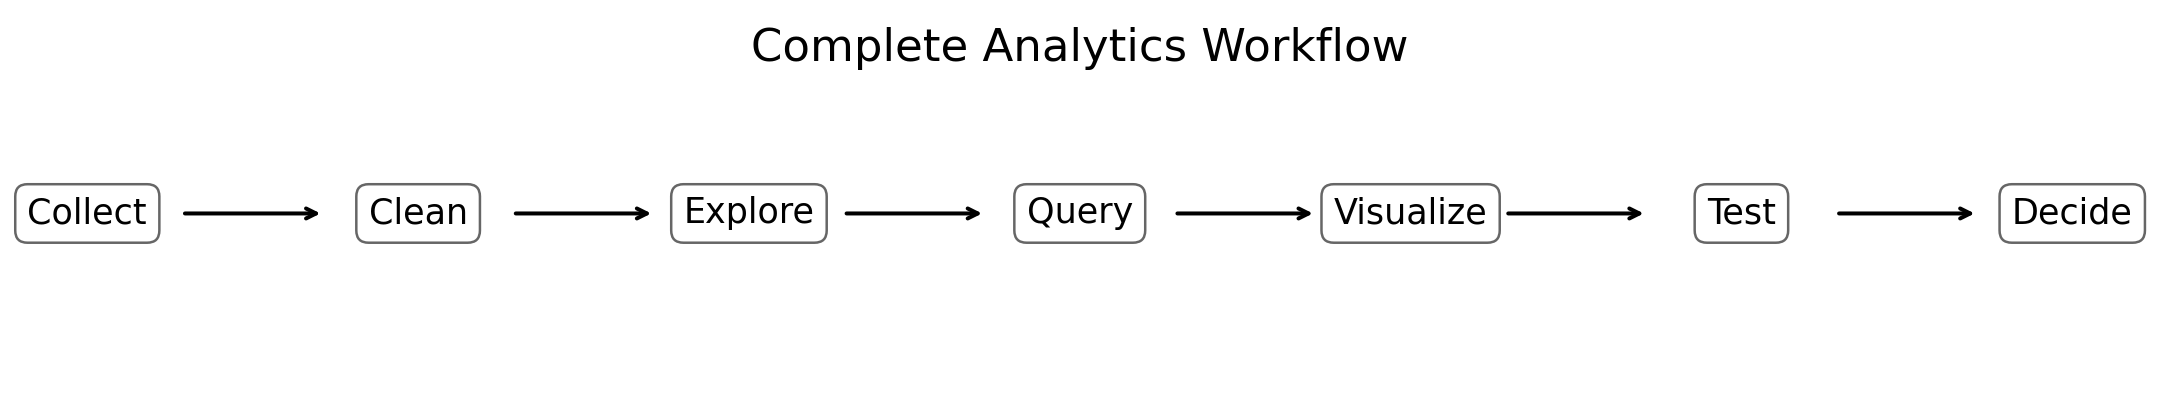 Complete Analytics Workflow
Collect
Clean
Explore
Query
Visualize
Test
Decide